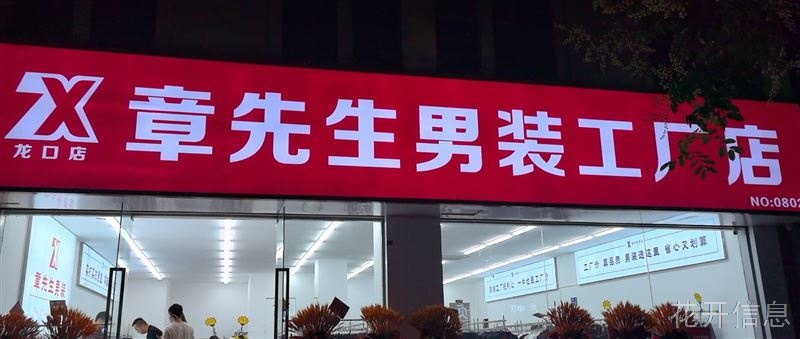 章先生男装工厂店
龙口店
NO:0802
章先生男装
工厂价 真品质 男装选这里 省心又划算
花开信息